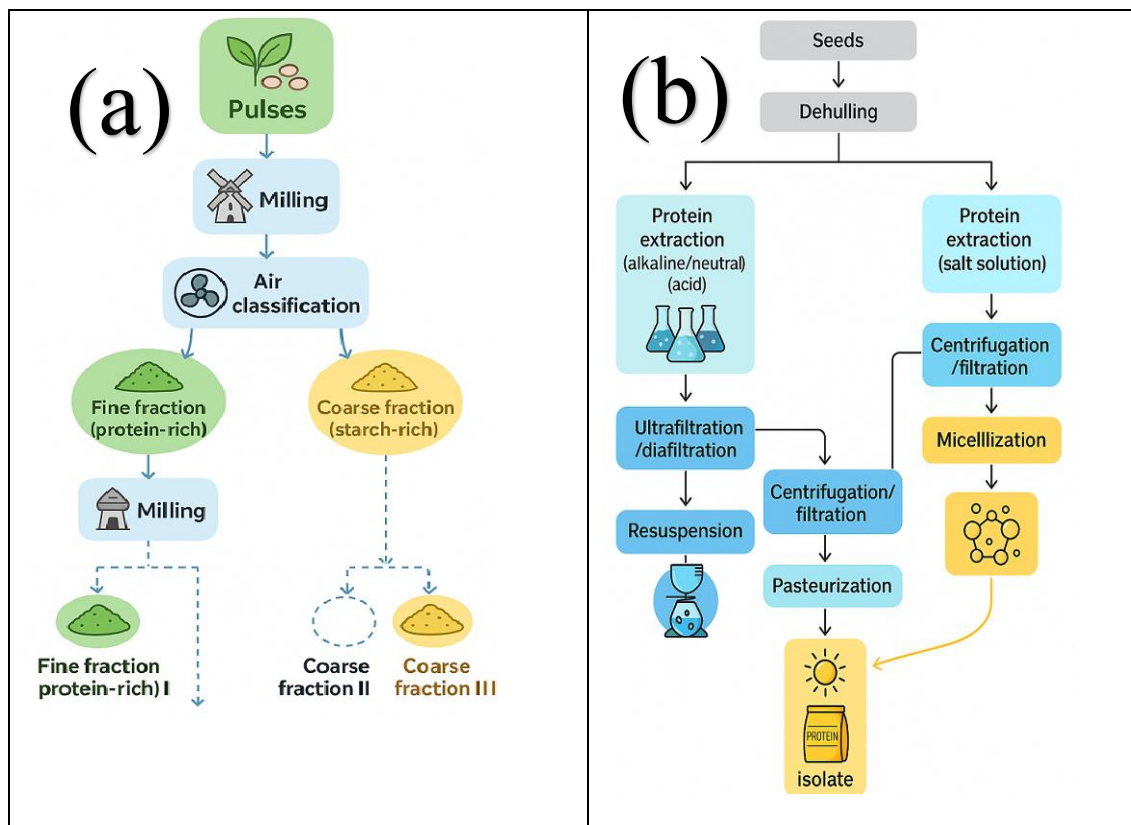 (a)
Pulses
Milling
Air
classification
Fine fraction
(protein-rich)
Coarse fraction
(starch-rich)
Milling
Fine fraction
protein-rich) I
Coarse
fraction II
Coarse
fraction III
(b)
Seeds
Dehulling
Protein
extraction
(alkaline/neutral)
(acid)
Protein
extraction
(salt solution)
Centrifugation
/filtration
Ultrafiltration
/diafiltration
Micelllization
Centrifugation/
filtration
Resuspension
Pasteurization
PROTEIN
isolate